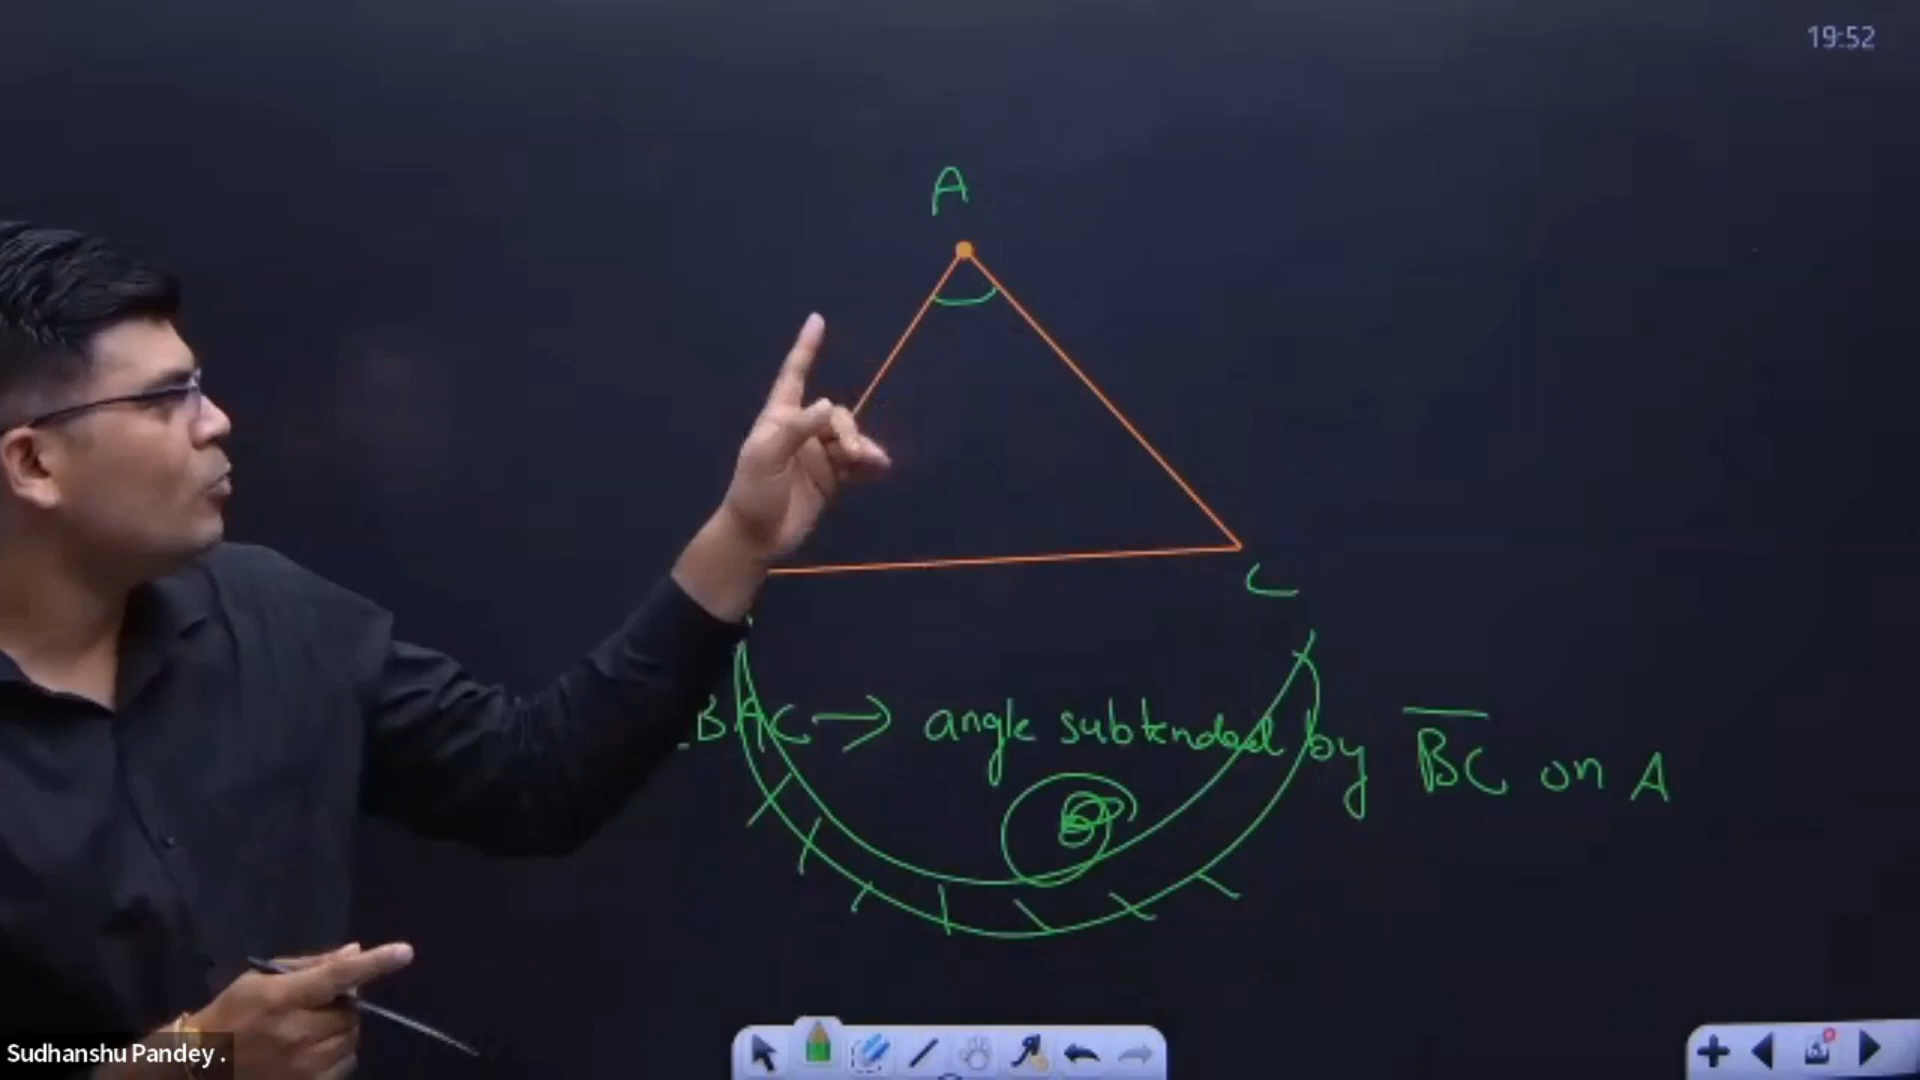 19:52
A
C
BAC → angle subtended by BC on A
Sudhanshu Pandey .